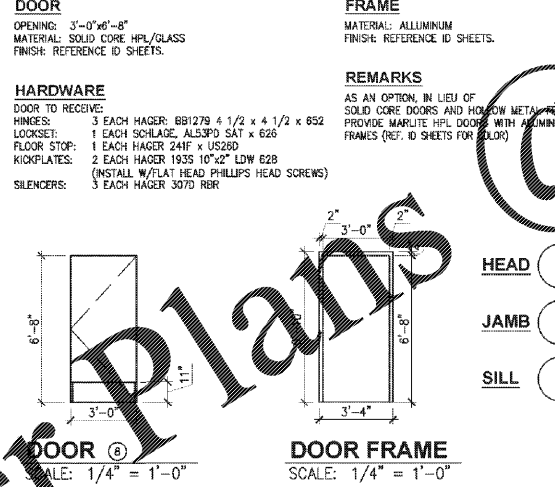 DOOR
OPENING: 3'-0"x6'-8"
MATERIAL: SOLID CORE HPL/GLASS
FINISH: REFERENCE ID SHEETS.
HARDWARE
DOOR TO RECEIVE:
HINGES: 3 EACH HAGER: BB1279 4 1/2 x 4 1/2 x 652
LOCKSET: 1 EACH SCHLAGE, AL53PD SAT x 626
FLOOR STOP: 1 EACH HAGER 241F x US26D
KICKPLATES: 2 EACH HAGER 193S 10"x2" LDW 628
(INSTALL W/FLAT HEAD PHILLIPS HEAD SCREWS)
SILENCERS: 3 EACH HAGER 307D RBR
FRAME
MATERIAL: ALLUMINUM
FINISH: REFERENCE ID SHEETS.
REMARKS
AS AN OPTION, IN LIEU OF
SOLID CORE DOORS AND HOLLOW METAL
PROVIDE MARLITE HPL DOORS WITH ALUMIN
FRAMES (REF. ID SHEETS FOR COLOR)
6'-8"
11"
3'-0"
DOOR 8
SCALE: 1/4" = 1'-0"
2" 2"
3'-0"
6'-8"
3'-4"
DOOR FRAME
SCALE: 1/4" = 1'-0"
HEAD
JAMB
SILL
r Plans
©